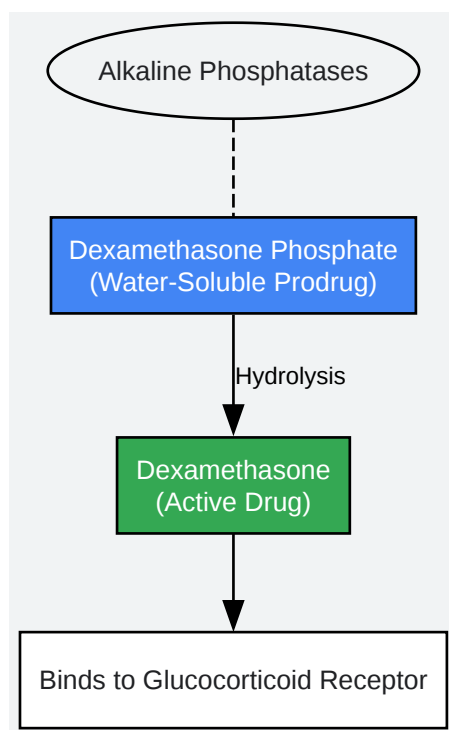 Alkaline Phosphatases
Dexamethasone Phosphate
(Water-Soluble Prodrug)
Hydrolysis
Dexamethasone
(Active Drug)
Binds to Glucocorticoid Receptor